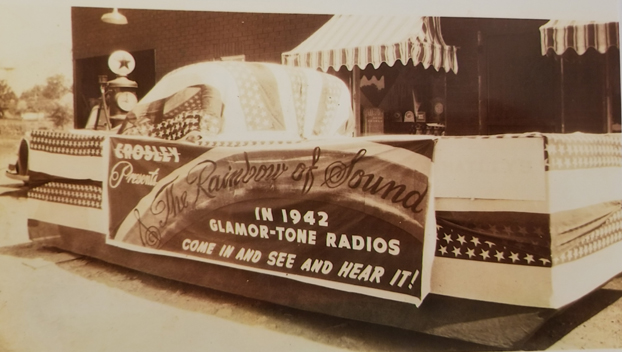 CROSLEY
Presents
The Rainbow of Sound
IN 1942
GLAMOR-TONE RADIOS
COME IN AND SEE AND HEAR IT!